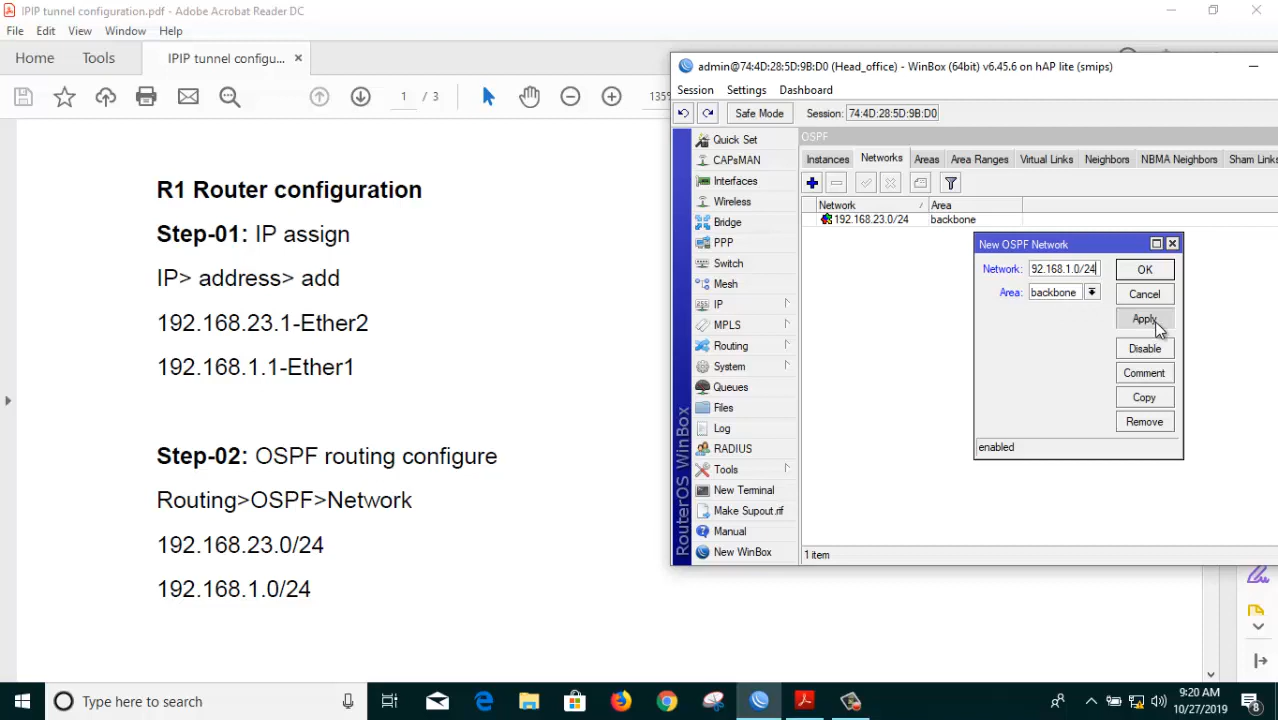 IPIP tunnel configuration.pdf - Adobe Acrobat Reader DC
File Edit View Window Help
Home Tools IPIP tunnel configu... ×
1 / 3 135%
R1 Router configuration
Step-01: IP assign
IP> address> add
192.168.23.1-Ether2
192.168.1.1-Ether1
Step-02: OSPF routing configure
Routing>OSPF>Network
192.168.23.0/24
192.168.1.0/24
admin@74:4D:28:5D:9B:D0 (Head_office) - WinBox (64bit) v6.45.6 on hAP lite (smips)
Session Settings Dashboard
Safe Mode Session: 74:4D:28:5D:9B:D0
RouterOS WinBox
Quick Set
CAPsMAN
Interfaces
Wireless
Bridge
PPP
Switch
Mesh
IP
MPLS
Routing
System
Queues
Files
Log
RADIUS
Tools
New Terminal
Make Supout.rif
Manual
New WinBox
OSPF
Instances Networks Areas Area Ranges Virtual Links Neighbors NBMA Neighbors Sham Links
Network Area
192.168.23.0/24 backbone
New OSPF Network
Network: 92.168.1.0/24 OK
Area: backbone Cancel
Apply
Disable
Comment
Copy
Remove
enabled
1 item
Type here to search
9:20 AM
10/27/2019
8